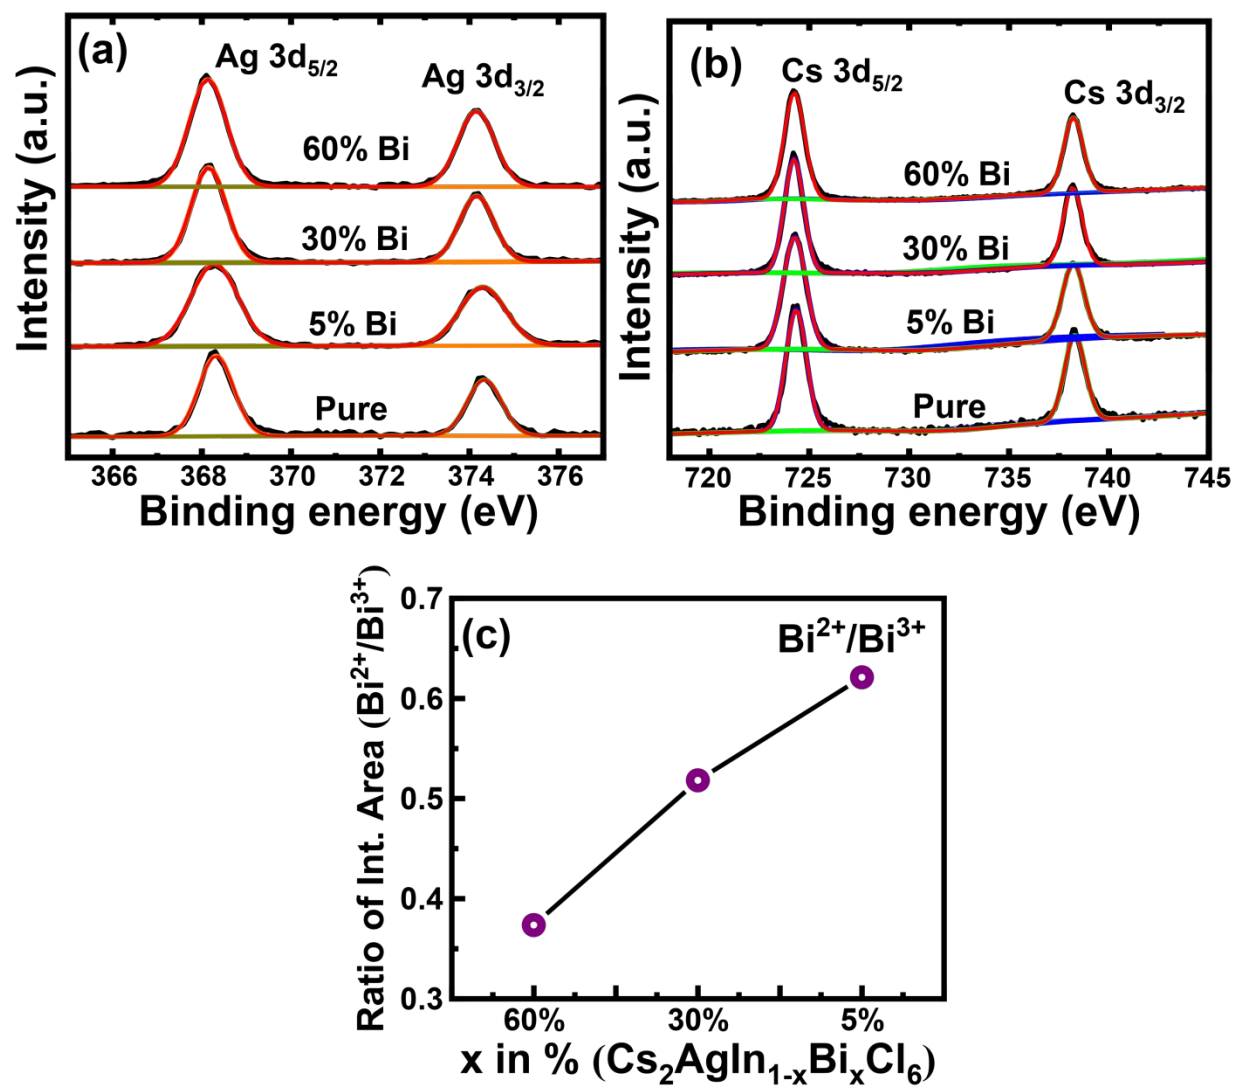 (a)
Ag 3d5/2
Ag 3d3/2
60% Bi
30% Bi
5% Bi
Pure
Intensity (a.u.)
366 368 370 372 374 376
Binding energy (eV)
(b)
Cs 3d5/2
Cs 3d3/2
60% Bi
30% Bi
5% Bi
Pure
Intensity (a.u.)
720 725 730 735 740 745
Binding energy (eV)
(c)
Bi2+/Bi3+
Ratio of Int. Area (Bi2+/Bi3+)
0.7
0.6
0.5
0.4
0.3
60% 30% 5%
x in % (Cs2AgIn1-xBixCl6)